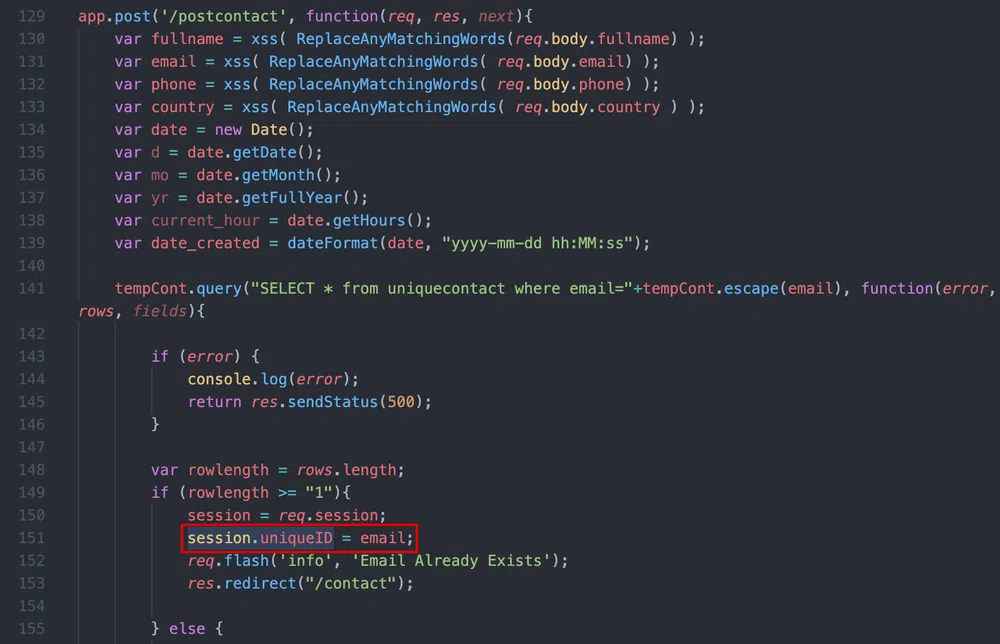 129 app.post('/postcontact', function(req, res, next){
130 var fullname = xss( ReplaceAnyMatchingWords(req.body.fullname) );
131 var email = xss( ReplaceAnyMatchingWords( req.body.email) );
132 var phone = xss( ReplaceAnyMatchingWords( req.body.phone) );
133 var country = xss( ReplaceAnyMatchingWords( req.body.country ) );
134 var date = new Date();
135 var d = date.getDate();
136 var mo = date.getMonth();
137 var yr = date.getFullYear();
138 var current_hour = date.getHours();
139 var date_created = dateFormat(date, "yyyy-mm-dd hh:MM:ss");
140
141 tempCont.query("SELECT * from uniquecontact where email="+tempCont.escape(email), function(error,
rows, fields){
142
143 if (error) {
144 console.log(error);
145 return res.sendStatus(500);
146 }
147
148 var rowlength = rows.length;
149 if (rowlength >= "1"){
150 session = req.session;
151 session.uniqueID = email;
152 req.flash('info', 'Email Already Exists');
153 res.redirect("/contact");
154
155 } else {